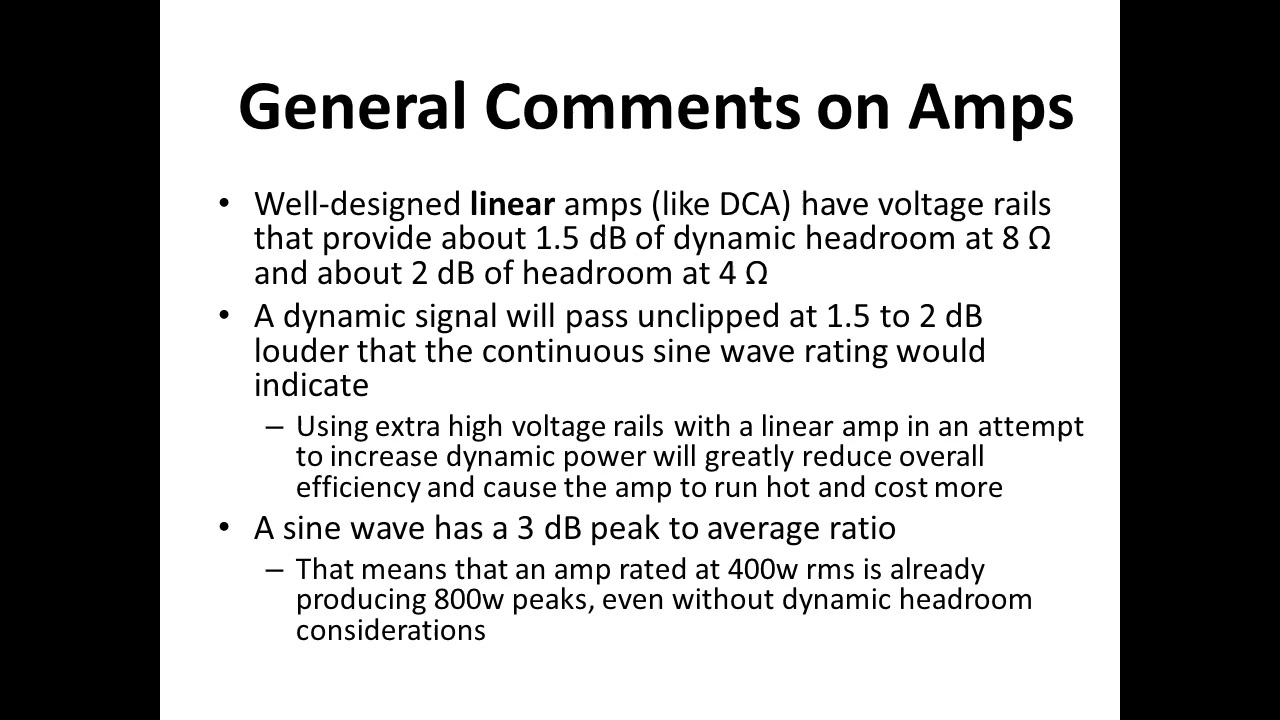 General Comments on Amps
• Well-designed linear amps (like DCA) have voltage rails
that provide about 1.5 dB of dynamic headroom at 8 Ω
and about 2 dB of headroom at 4 Ω
• A dynamic signal will pass unclipped at 1.5 to 2 dB
louder that the continuous sine wave rating would
indicate
– Using extra high voltage rails with a linear amp in an attempt
to increase dynamic power will greatly reduce overall
efficiency and cause the amp to run hot and cost more
• A sine wave has a 3 dB peak to average ratio
– That means that an amp rated at 400w rms is already
producing 800w peaks, even without dynamic headroom
considerations